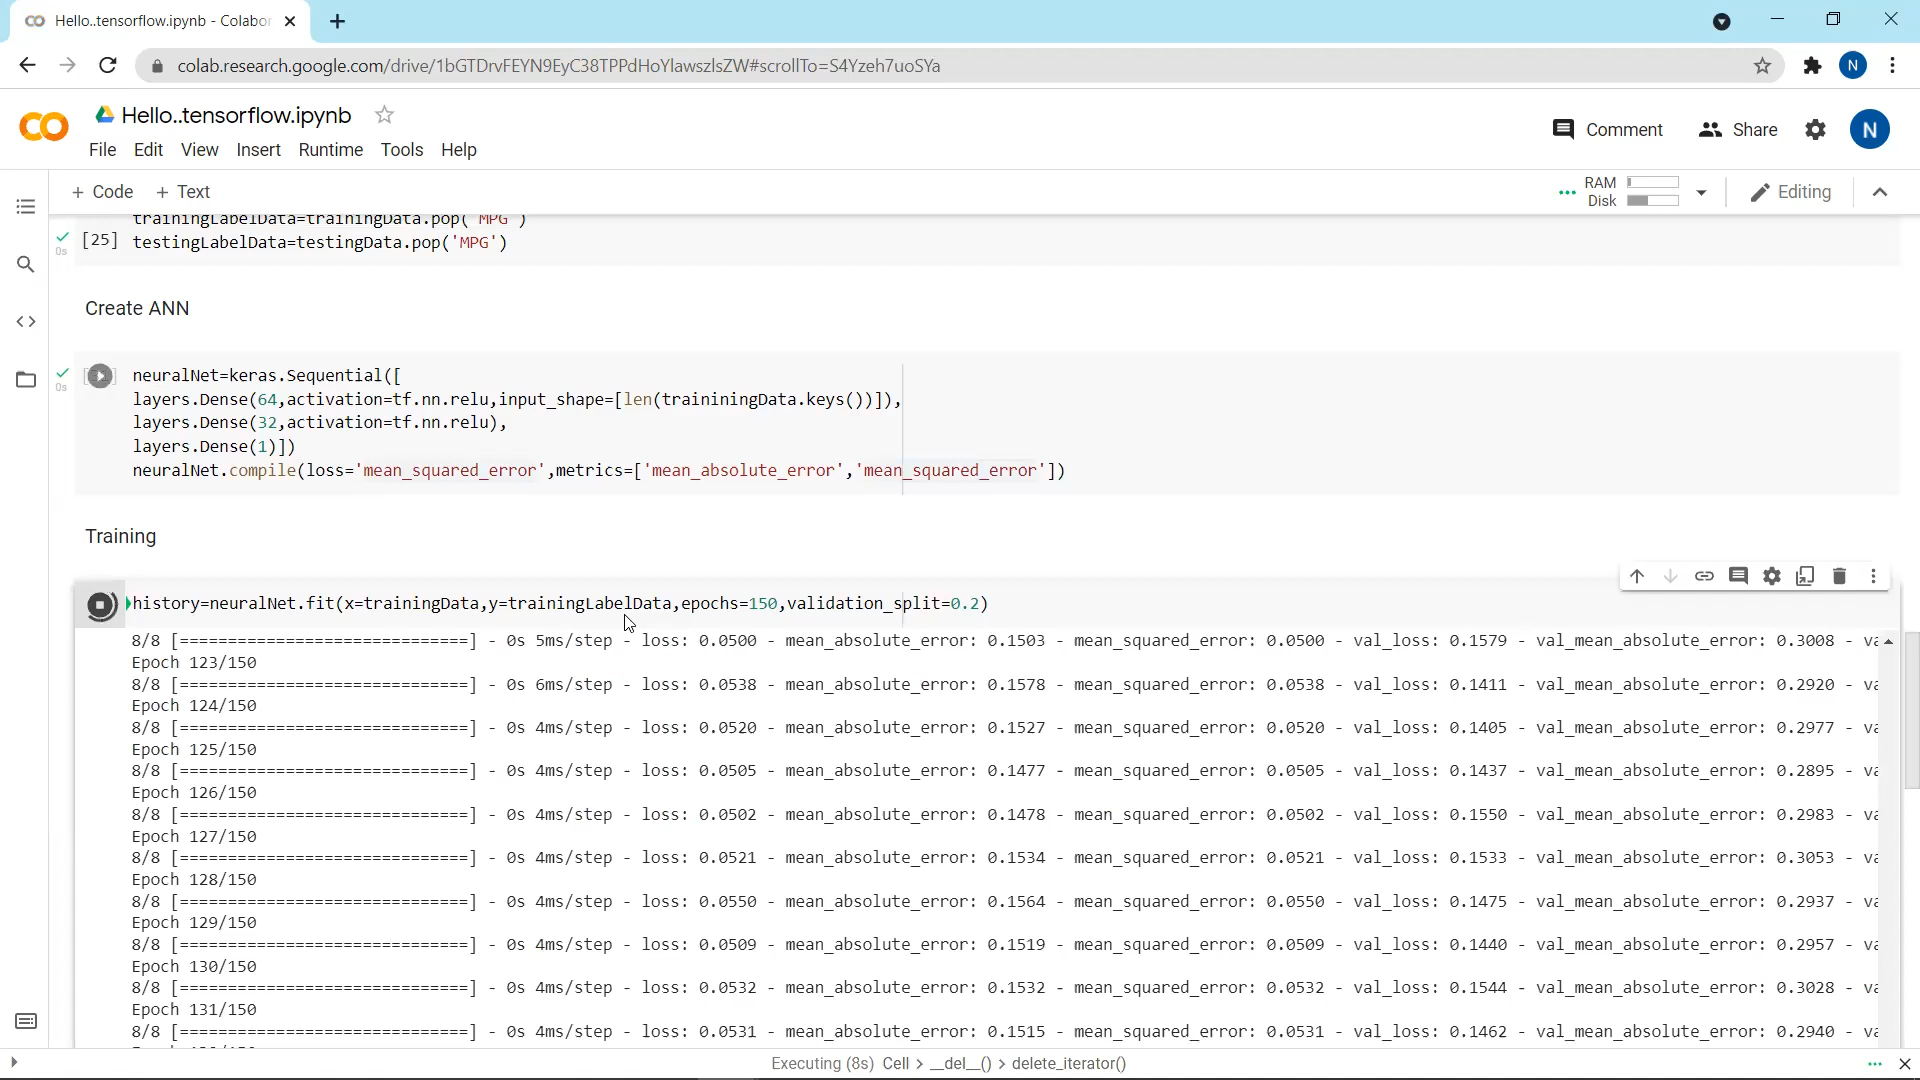 Hello..tensorflow.ipynb - Colabor
colab.research.google.com/drive/1bGTDrvFEYN9EyC38TPPdHoYlawszlsZW#scrollTo=S4Yzeh7uoSYa
N
Hello..tensorflow.ipynb
Comment
Share
N
File Edit View Insert Runtime Tools Help
+ Code + Text
RAM
Disk
Editing
trainingLabelData=trainingData.pop('MPG')
[25] testingLabelData=testingData.pop('MPG')
0s
Create ANN
neuralNet=keras.Sequential([
0s
layers.Dense(64,activation=tf.nn.relu,input_shape=[len(traininingData.keys())]),
layers.Dense(32,activation=tf.nn.relu),
layers.Dense(1)])
neuralNet.compile(loss='mean_squared_error',metrics=['mean_absolute_error','mean_squared_error'])
Training
history=neuralNet.fit(x=trainingData,y=trainingLabelData,epochs=150,validation_split=0.2)
8/8 [==============================] - 0s 5ms/step - loss: 0.0500 - mean_absolute_error: 0.1503 - mean_squared_error: 0.0500 - val_loss: 0.1579 - val_mean_absolute_error: 0.3008 - va
Epoch 123/150
8/8 [==============================] - 0s 6ms/step - loss: 0.0538 - mean_absolute_error: 0.1578 - mean_squared_error: 0.0538 - val_loss: 0.1411 - val_mean_absolute_error: 0.2920 - va
Epoch 124/150
8/8 [==============================] - 0s 4ms/step - loss: 0.0520 - mean_absolute_error: 0.1527 - mean_squared_error: 0.0520 - val_loss: 0.1405 - val_mean_absolute_error: 0.2977 - va
Epoch 125/150
8/8 [==============================] - 0s 4ms/step - loss: 0.0505 - mean_absolute_error: 0.1477 - mean_squared_error: 0.0505 - val_loss: 0.1437 - val_mean_absolute_error: 0.2895 - va
Epoch 126/150
8/8 [==============================] - 0s 4ms/step - loss: 0.0502 - mean_absolute_error: 0.1478 - mean_squared_error: 0.0502 - val_loss: 0.1550 - val_mean_absolute_error: 0.2983 - va
Epoch 127/150
8/8 [==============================] - 0s 4ms/step - loss: 0.0521 - mean_absolute_error: 0.1534 - mean_squared_error: 0.0521 - val_loss: 0.1533 - val_mean_absolute_error: 0.3053 - va
Epoch 128/150
8/8 [==============================] - 0s 4ms/step - loss: 0.0550 - mean_absolute_error: 0.1564 - mean_squared_error: 0.0550 - val_loss: 0.1475 - val_mean_absolute_error: 0.2937 - va
Epoch 129/150
8/8 [==============================] - 0s 4ms/step - loss: 0.0509 - mean_absolute_error: 0.1519 - mean_squared_error: 0.0509 - val_loss: 0.1440 - val_mean_absolute_error: 0.2957 - va
Epoch 130/150
8/8 [==============================] - 0s 4ms/step - loss: 0.0532 - mean_absolute_error: 0.1532 - mean_squared_error: 0.0532 - val_loss: 0.1544 - val_mean_absolute_error: 0.3028 - va
Epoch 131/150
8/8 [==============================] - 0s 4ms/step - loss: 0.0531 - mean_absolute_error: 0.1515 - mean_squared_error: 0.0531 - val_loss: 0.1462 - val_mean_absolute_error: 0.2940 - va
Executing (8s) Cell > __del__() > delete_iterator()